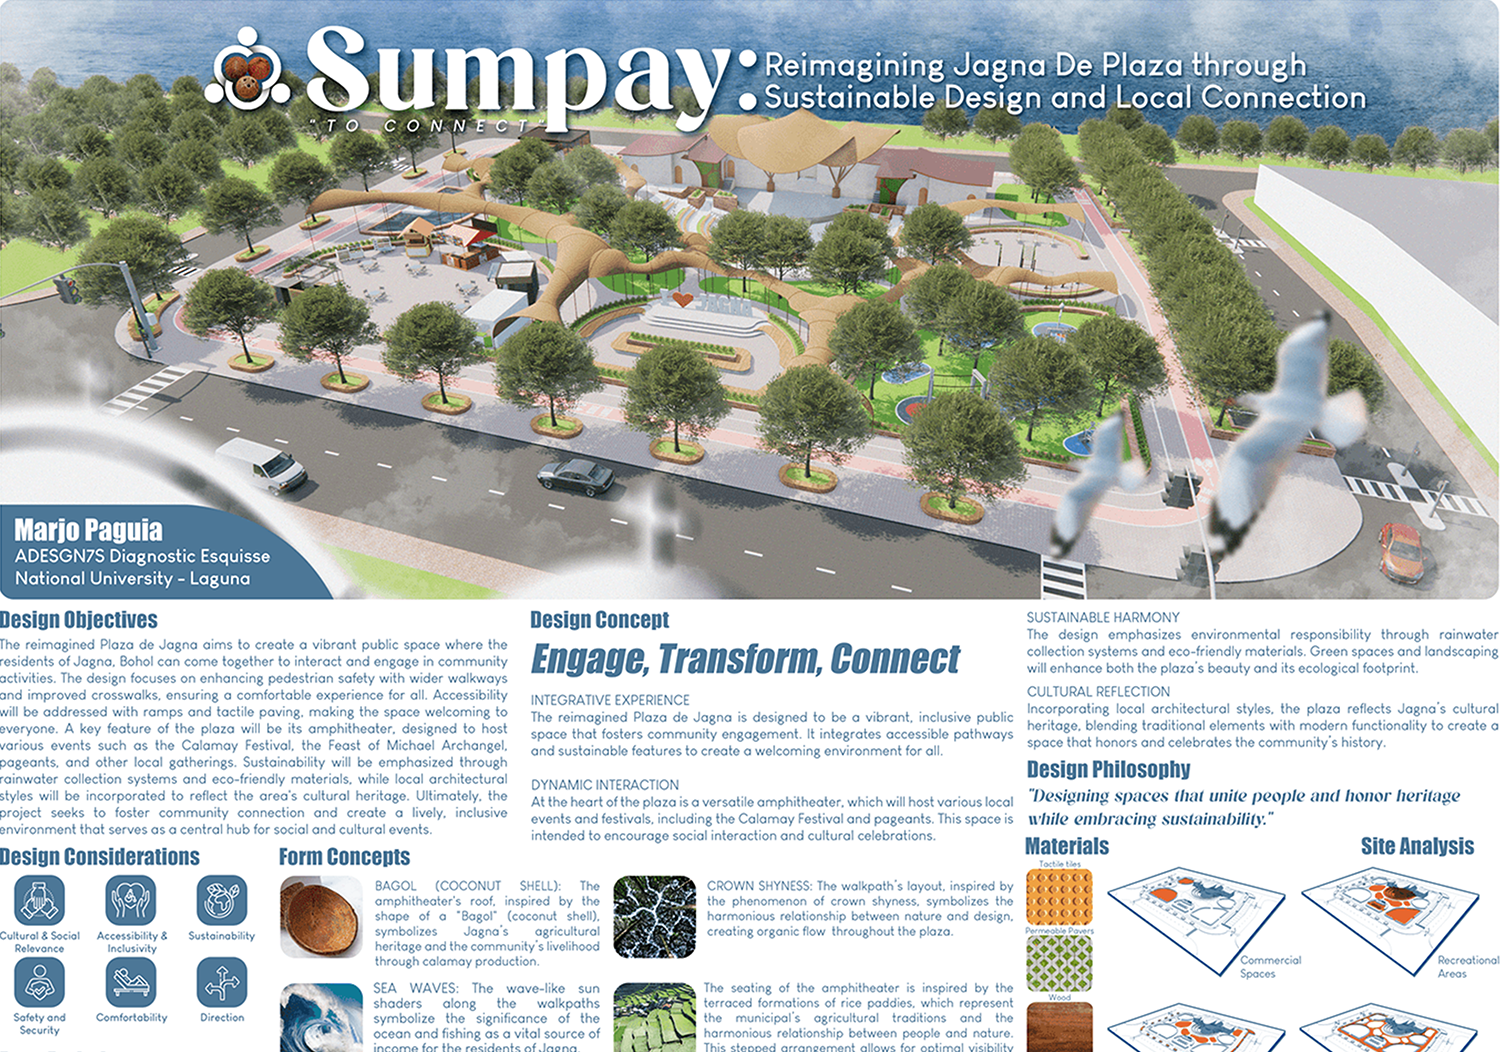 Sumpay:
"TO CONNECT"
Reimagining Jagna De Plaza through
Sustainable Design and Local Connection
Marjo Paguia
ADESGN7S Diagnostic Esquisse
National University - Laguna
Design Objectives
The reimagined Plaza de Jagna aims to create a vibrant public space where the
residents of Jagna, Bohol can come together to interact and engage in community
activities. The design focuses on enhancing pedestrian safety with wider walkways
and improved crosswalks, ensuring a comfortable experience for all. Accessibility
will be addressed with ramps and tactile paving, making the space welcoming to
everyone. A key feature of the plaza will be its amphitheater, designed to host
various events such as the Calamay Festival, the Feast of Michael Archangel,
pageants, and other local gatherings. Sustainability will be emphasized through
rainwater collection systems and eco-friendly materials, while local architectural
styles will be incorporated to reflect the area's cultural heritage. Ultimately, the
project seeks to foster community connection and create a lively, inclusive
environment that serves as a central hub for social and cultural events.
Design Concept
Engage, Transform, Connect
INTEGRATIVE EXPERIENCE
The reimagined Plaza de Jagna is designed to be a vibrant, inclusive public
space that fosters community engagement. It integrates accessible pathways
and sustainable features to create a welcoming environment for all.
DYNAMIC INTERACTION
At the heart of the plaza is a versatile amphitheater, which will host various local
events and festivals, including the Calamay Festival and pageants. This space is
intended to encourage social interaction and cultural celebrations.
SUSTAINABLE HARMONY
The design emphasizes environmental responsibility through rainwater
collection systems and eco-friendly materials. Green spaces and landscaping
will enhance both the plaza's beauty and its ecological footprint.
CULTURAL REFLECTION
Incorporating local architectural styles, the plaza reflects Jagna's cultural
heritage, blending traditional elements with modern functionality to create a
space that honors and celebrates the community's history.
Design Philosophy
"Designing spaces that unite people and honor heritage
while embracing sustainability."
Design Considerations
Cultural & Social
Relevance
Accessibility &
Inclusivity
Sustainability
Safety and
Security
Comfortability
Direction
Form Concepts
BAGOL (COCONUT SHELL): The
amphitheater's roof, inspired by the
shape of a "Bagol" (coconut shell),
symbolizes Jagna's agricultural
heritage and the community's livelihood
through calamay production.
SEA WAVES: The wave-like sun
shaders along the walkpaths
symbolize the significance of the
ocean and fishing as a vital source of
income for the residents of Jagna.
CROWN SHYNESS: The walkpath's layout, inspired by
the phenomenon of crown shyness, symbolizes the
harmonious relationship between nature and design,
creating organic flow throughout the plaza.
The seating of the amphitheater is inspired by the
terraced formations of rice paddies, which represent
the municipal's agricultural traditions and the
harmonious relationship between people and nature.
This stepped arrangement allows for optimal visibility
Materials
Tactile tiles
Permeable Pavers
Wood
Site Analysis
Commercial
Spaces
Recreational
Areas